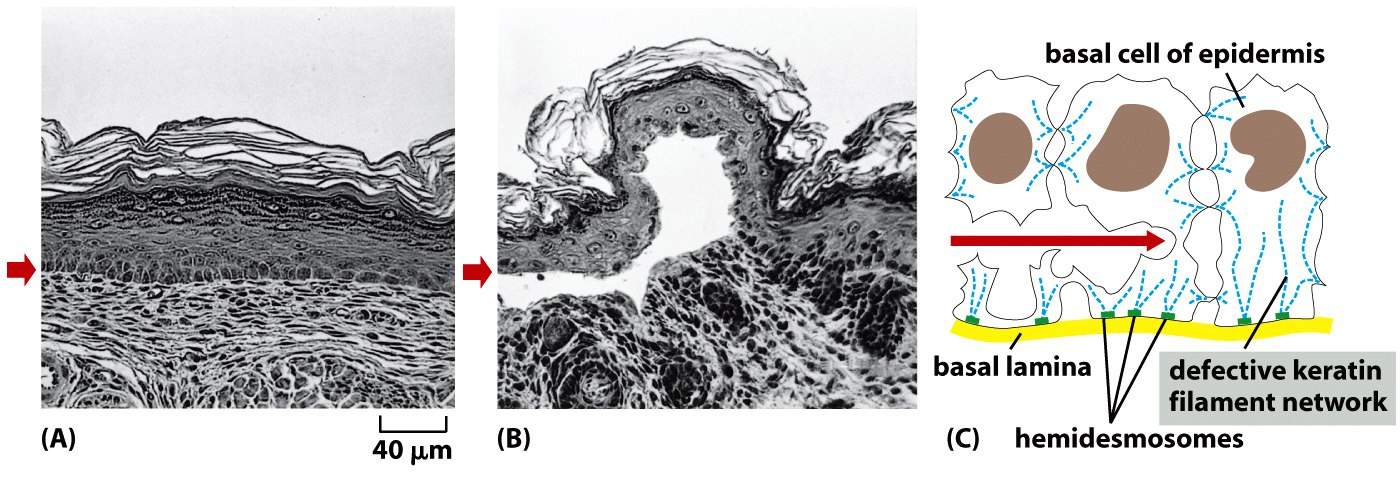 basal cell of epidermis
basal lamina
defective keratin
filament network
(A)
40 μm
(B)
(C)
hemidesmosomes